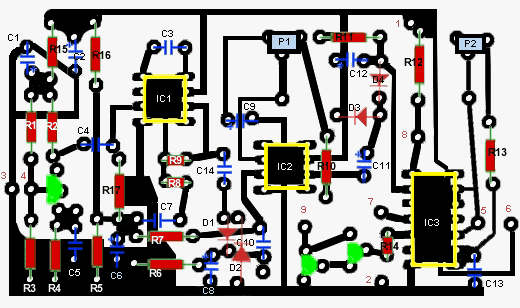 1
C1
R15
C2
R16
C3
P1
R11
C12
D4
R12
P2
IC1
R1
R2
C4
C9
D3
8
R13
R10
C11
R9
R8
C14
IC2
3
4
R17
C7
7
IC3
5
6
9
D1
R7
C10
R14
D2
C5
C6
R3
R4
R5
R6
C8
2
C13